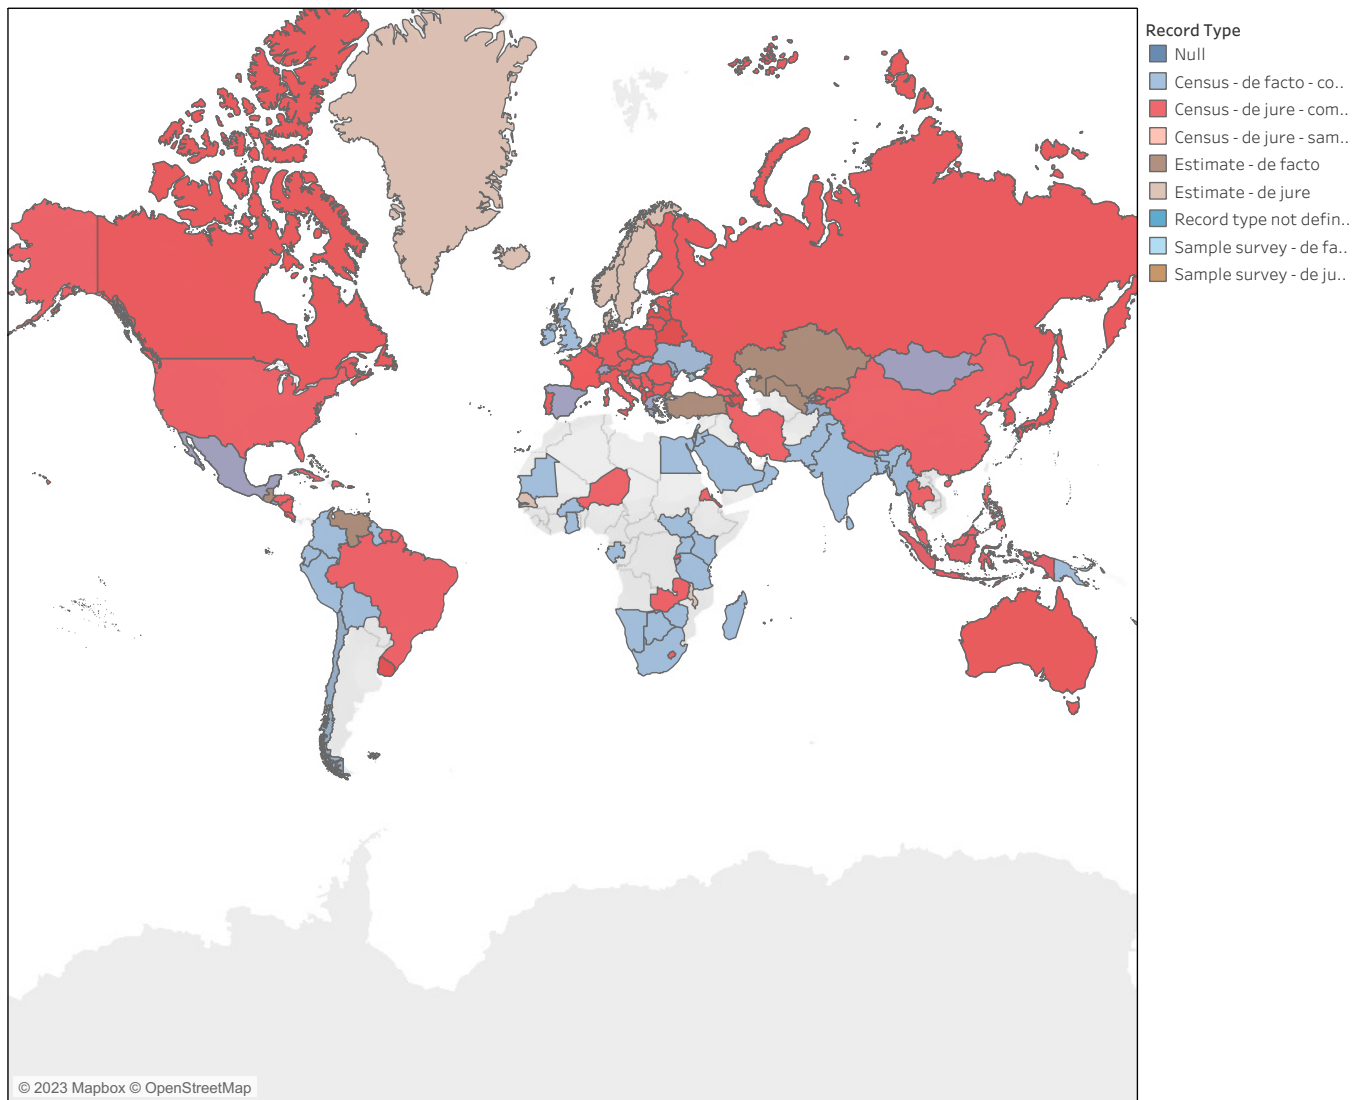 Record Type
Null
Census - de facto - co..
Census - de jure - com..
Census - de jure - sam..
Estimate - de facto
Estimate - de jure
Record type not defin..
Sample survey - de fa..
Sample survey - de ju..
© 2023 Mapbox © OpenStreetMap